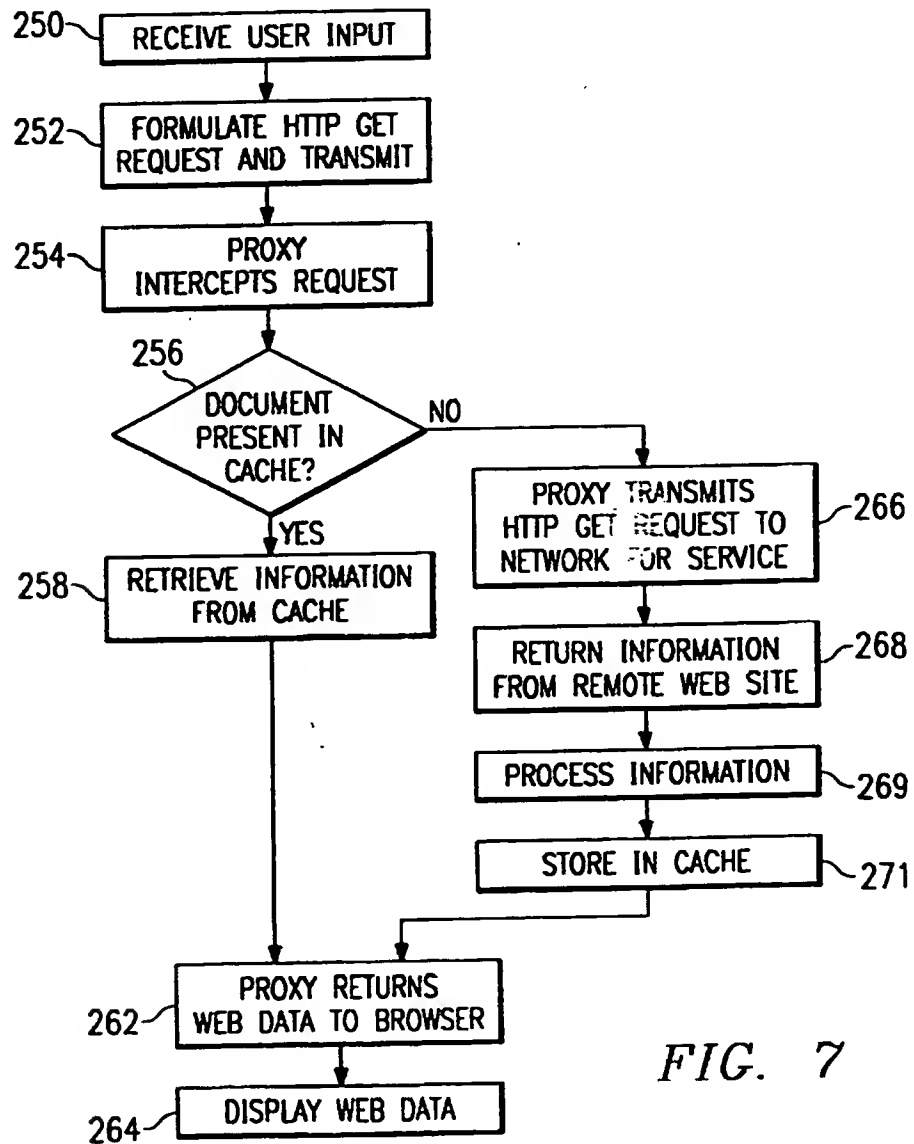 250
RECEIVE USER INPUT
252
FORMULATE HTTP GET
REQUEST AND TRANSMIT
254
PROXY
INTERCEPTS REQUEST
256
DOCUMENT
PRESENT IN
CACHE?
NO
YES
258
RETRIEVE INFORMATION
FROM CACHE
PROXY TRANSMITS
HTTP GET REQUEST TO
NETWORK FOR SERVICE
266
RETURN INFORMATION
FROM REMOTE WEB SITE
268
PROCESS INFORMATION
269
STORE IN CACHE
271
262
PROXY RETURNS
WEB DATA TO BROWSER
264
DISPLAY WEB DATA
FIG. 7